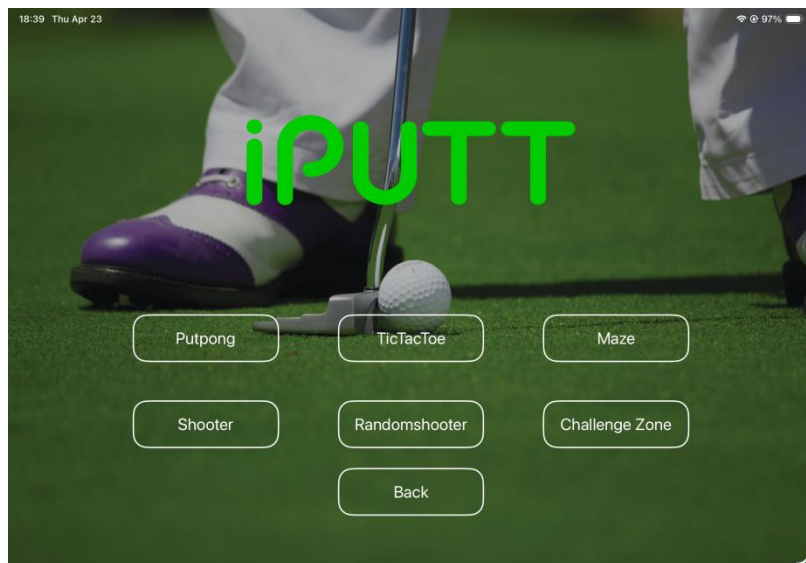 18:39 Thu Apr 23
97%
iPUTT
Putpong
TicTacToe
Maze
Shooter
Randomshooter
Challenge Zone
Back